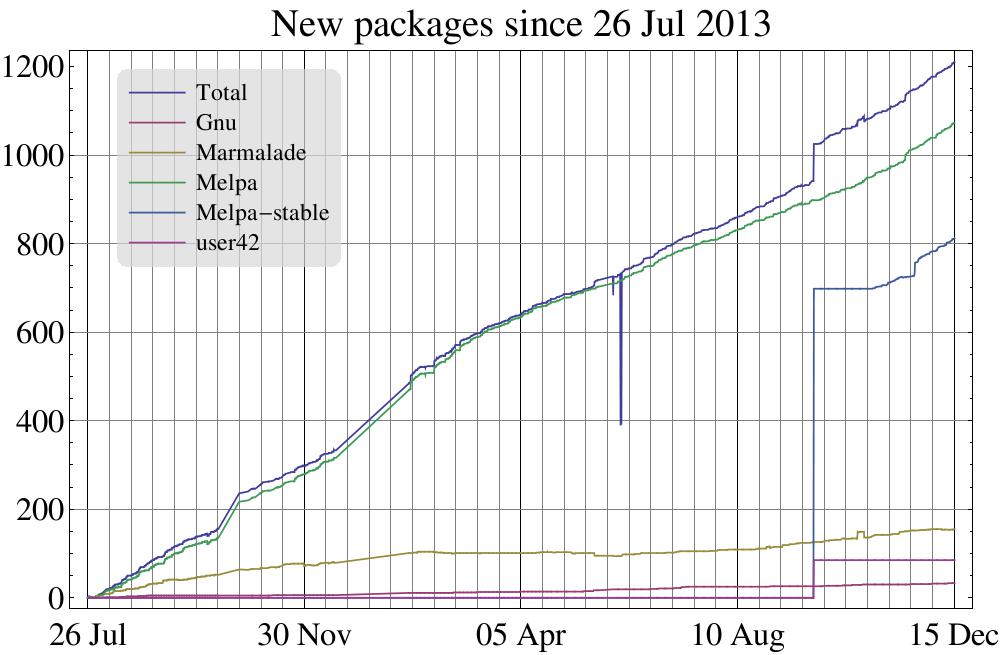 New packages since 26 Jul 2013
1200
1000
800
600
400
200
0
Total
Gnu
Marmalade
Melpa
Melpa-stable
user42
26 Jul
30 Nov
05 Apr
10 Aug
15 Dec